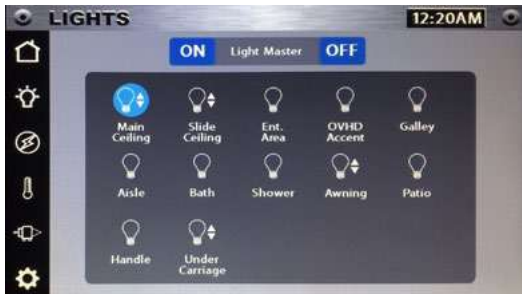 LIGHTS 12:20AM
ON Light Master OFF
Main Ceiling
Slide Ceiling
Ent. Area
OVHD Accent
Galley
Aisle
Bath
Shower
Awning
Patio
Handle
Under Carriage